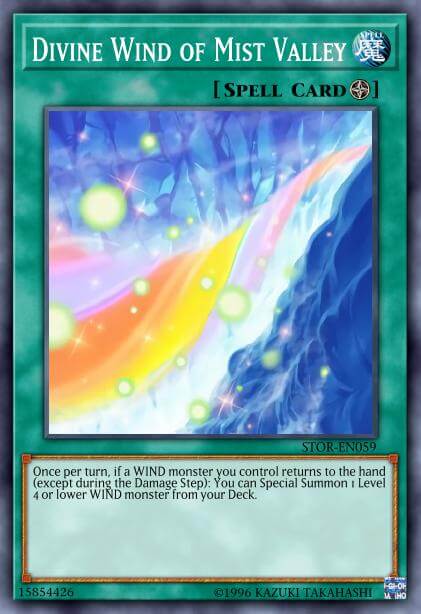 DIVINE WIND OF MIST VALLEY
SPELL
魔
[SPELL CARD]
STOR-EN059
Once per turn, if a WIND monster you control returns to the hand
(except during the Damage Step): You can Special Summon 1 Level
4 or lower WIND monster from your Deck.
15854426
©1996 KAZUKI TAKAHASHI